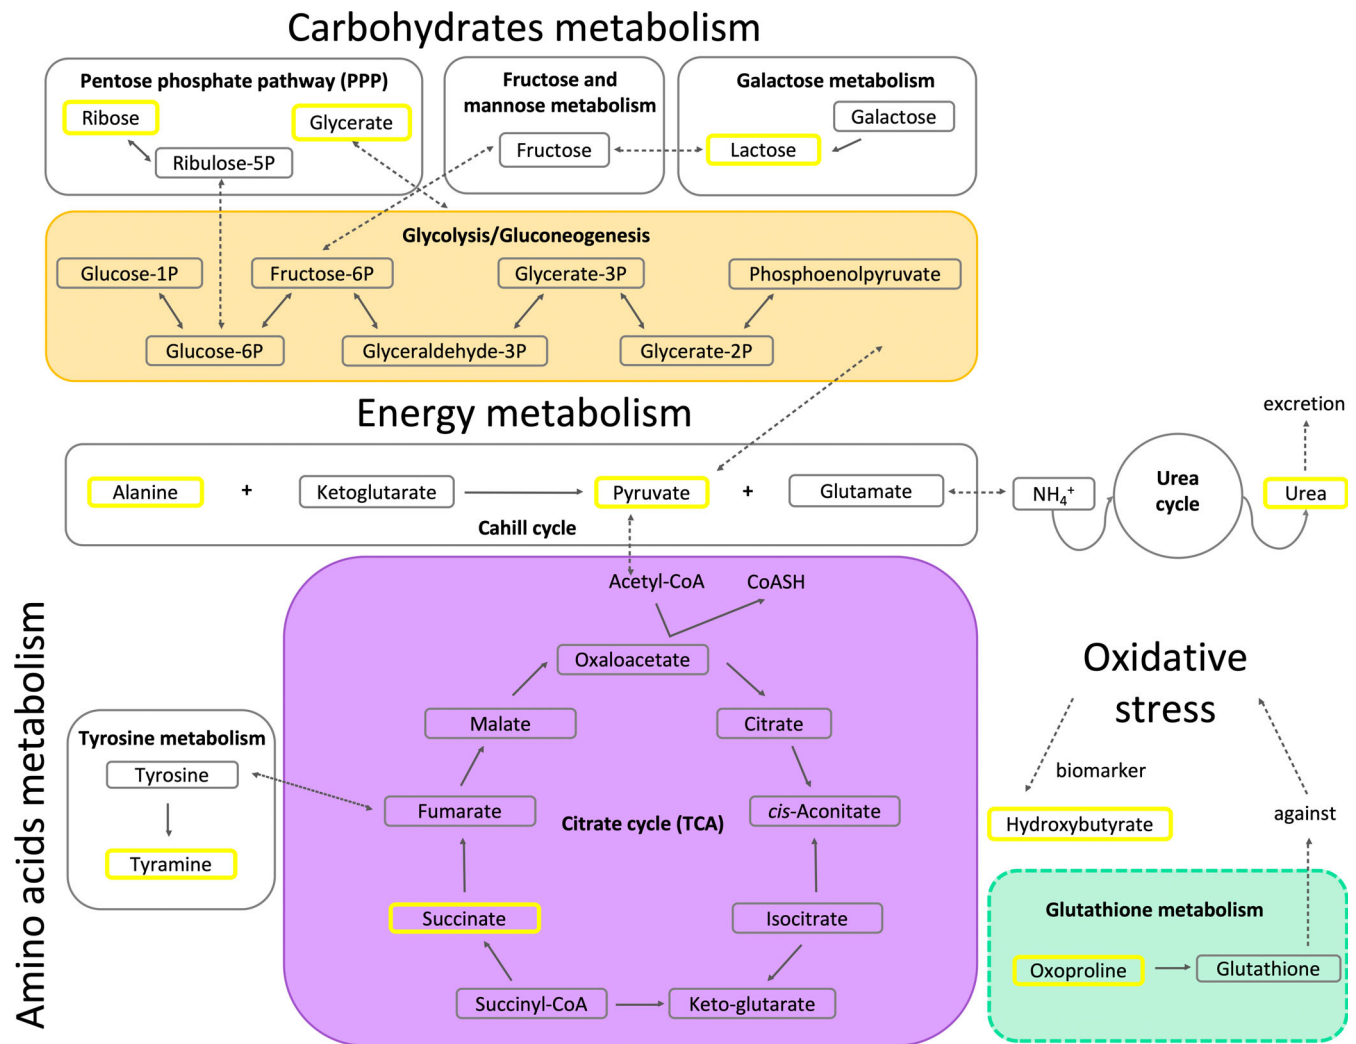 Carbohydrates metabolism
Pentose phosphate pathway (PPP)
Ribose
Glycerate
Ribulose-5P
Fructose and
mannose metabolism
Fructose
Galactose metabolism
Galactose
Lactose
Glycolysis/Gluconeogenesis
Glucose-1P
Fructose-6P
Glycerate-3P
Phosphoenolpyruvate
Glucose-6P
Glyceraldehyde-3P
Glycerate-2P
Energy metabolism
Alanine
+
Ketoglutarate
Pyruvate
+
Glutamate
Cahill cycle
NH4+
Urea
cycle
Urea
excretion
Amino acids metabolism
Acetyl-CoA
CoASH
Oxaloacetate
Malate
Citrate
Fumarate
cis-Aconitate
Citrate cycle (TCA)
Succinate
Isocitrate
Succinyl-CoA
Keto-glutarate
Tyrosine metabolism
Tyrosine
Tyramine
Oxidative
stress
biomarker
Hydroxybutyrate
against
Glutathione metabolism
Oxoproline
Glutathione